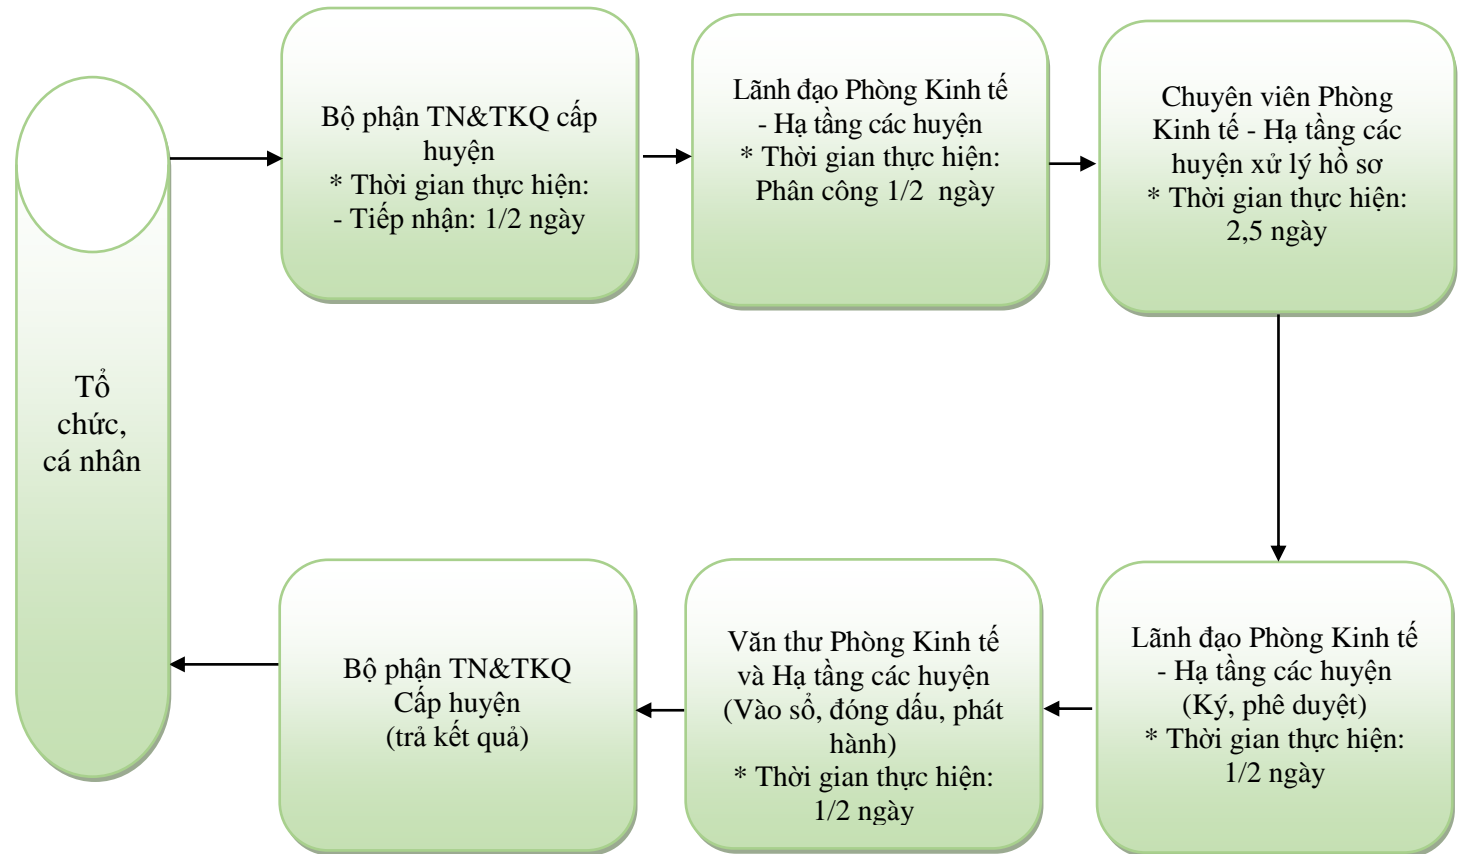 Bộ phận TN&TKQ cấp
huyện
* Thời gian thực hiện:
- Tiếp nhận: 1/2 ngày
Lãnh đạo Phòng Kinh tế
- Hạ tầng các huyện
* Thời gian thực hiện:
Phân công 1/2 ngày
Chuyên viên Phòng
Kinh tế - Hạ tầng các
huyện xử lý hồ sơ
* Thời gian thực hiện:
2,5 ngày
Tổ
chức,
cá nhân
Lãnh đạo Phòng Kinh tế
- Hạ tầng các huyện
(Ký, phê duyệt)
* Thời gian thực hiện:
1/2 ngày
Văn thư Phòng Kinh tế
và Hạ tầng các huyện
(Vào sổ, đóng dấu, phát
hành)
* Thời gian thực hiện:
1/2 ngày
Bộ phận TN&TKQ
Cấp huyện
(trả kết quả)